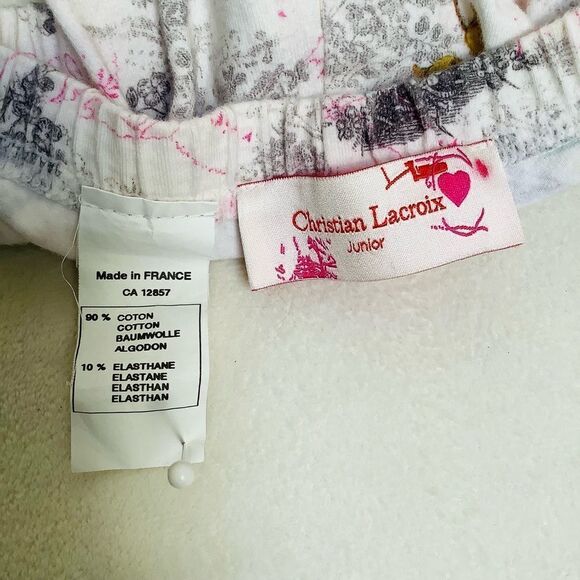 Made in FRANCE
CA 12857
90 % COTON
COTTON
BAUMWOLLE
ALGODON
10 % ELASTHANE
ELASTANE
ELASTHAN
ELASTHAN
Christian Lacroix
Junior